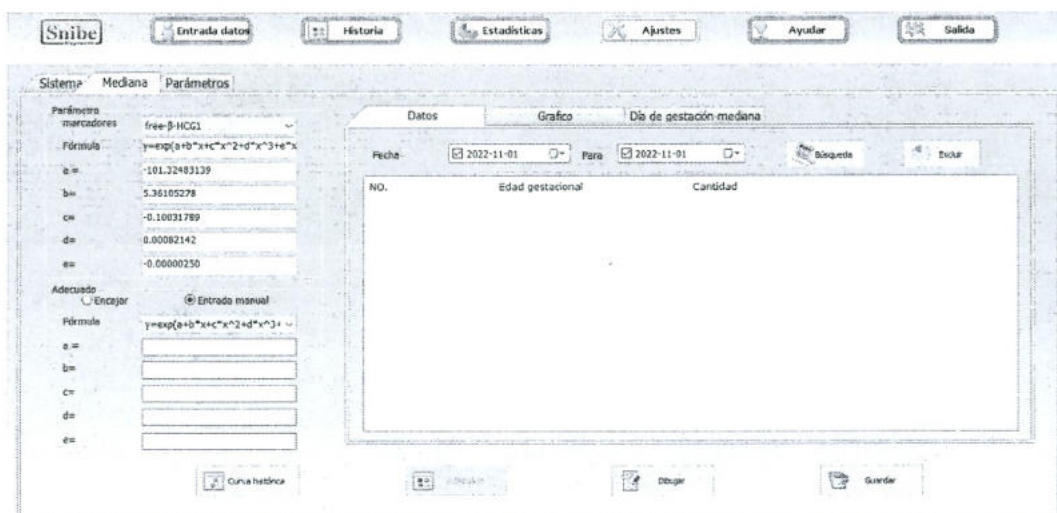 Snibe
Entrada datos
Historia
Estadísticas
Ajustes
Ayudar
Salida
Sistema
Mediana
Parámetros
Parámetro
marcadores
free-β-HCG1
Fórmula
y=exp(a+b*x+c*x^2+d*x^3+e*x
a =
-101.32483139
b=
5.36105278
c=
-0.10031789
d=
0.00082142
e=
-0.00000250
Adecuado
Encajar
Entrada manual
Fórmula
y=exp(a+b*x+c*x^2+d*x^3+
a =
b=
c=
d=
e=
Curva histórica
Datos
Grafico
Día de gestación-mediana
Fecha
2022-11-01
Para
2022-11-01
Búsqueda
Excluir
NO.
Edad gestacional
Cantidad
Dibujar
Guardar